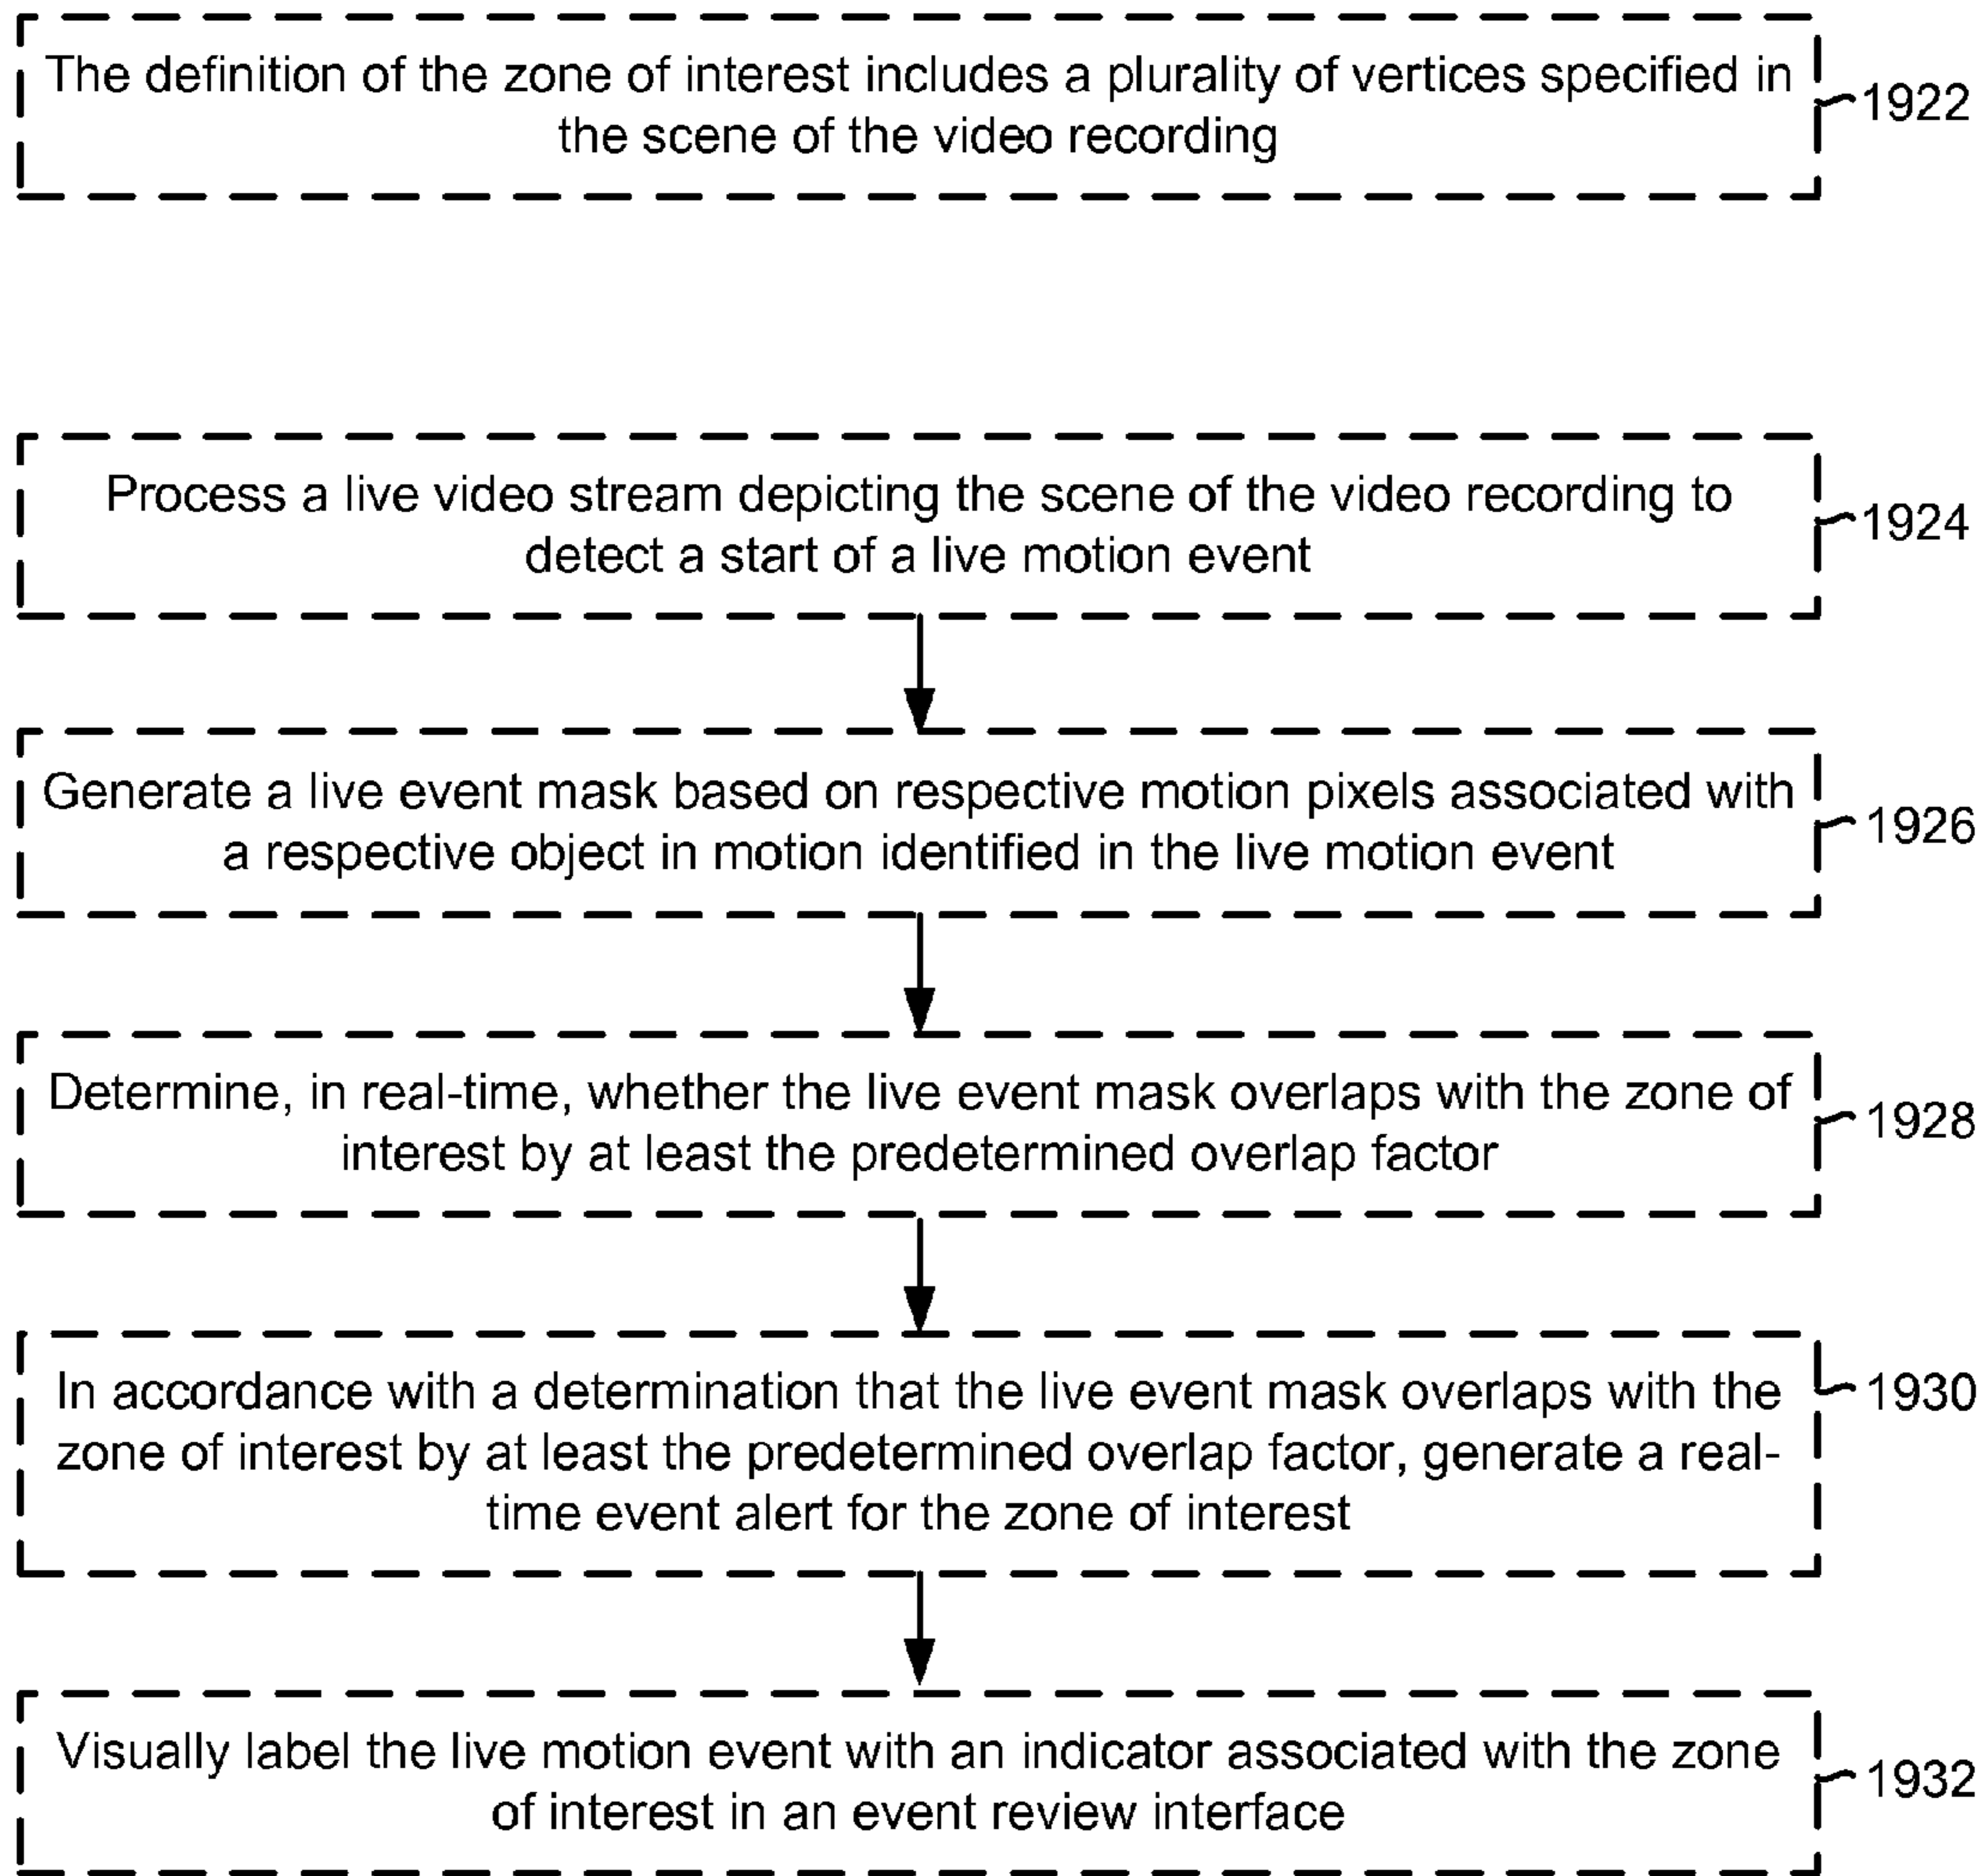 The definition of the zone of interest includes a plurality of vertices specified in
the scene of the video recording
1922
Process a live video stream depicting the scene of the video recording to
detect a start of a live motion event
1924
Generate a live event mask based on respective motion pixels associated with
a respective object in motion identified in the live motion event
1926
Determine, in real-time, whether the live event mask overlaps with the zone of
interest by at least the predetermined overlap factor
1928
In accordance with a determination that the live event mask overlaps with the
zone of interest by at least the predetermined overlap factor, generate a real-
time event alert for the zone of interest
1930
Visually label the live motion event with an indicator associated with the zone
of interest in an event review interface
1932